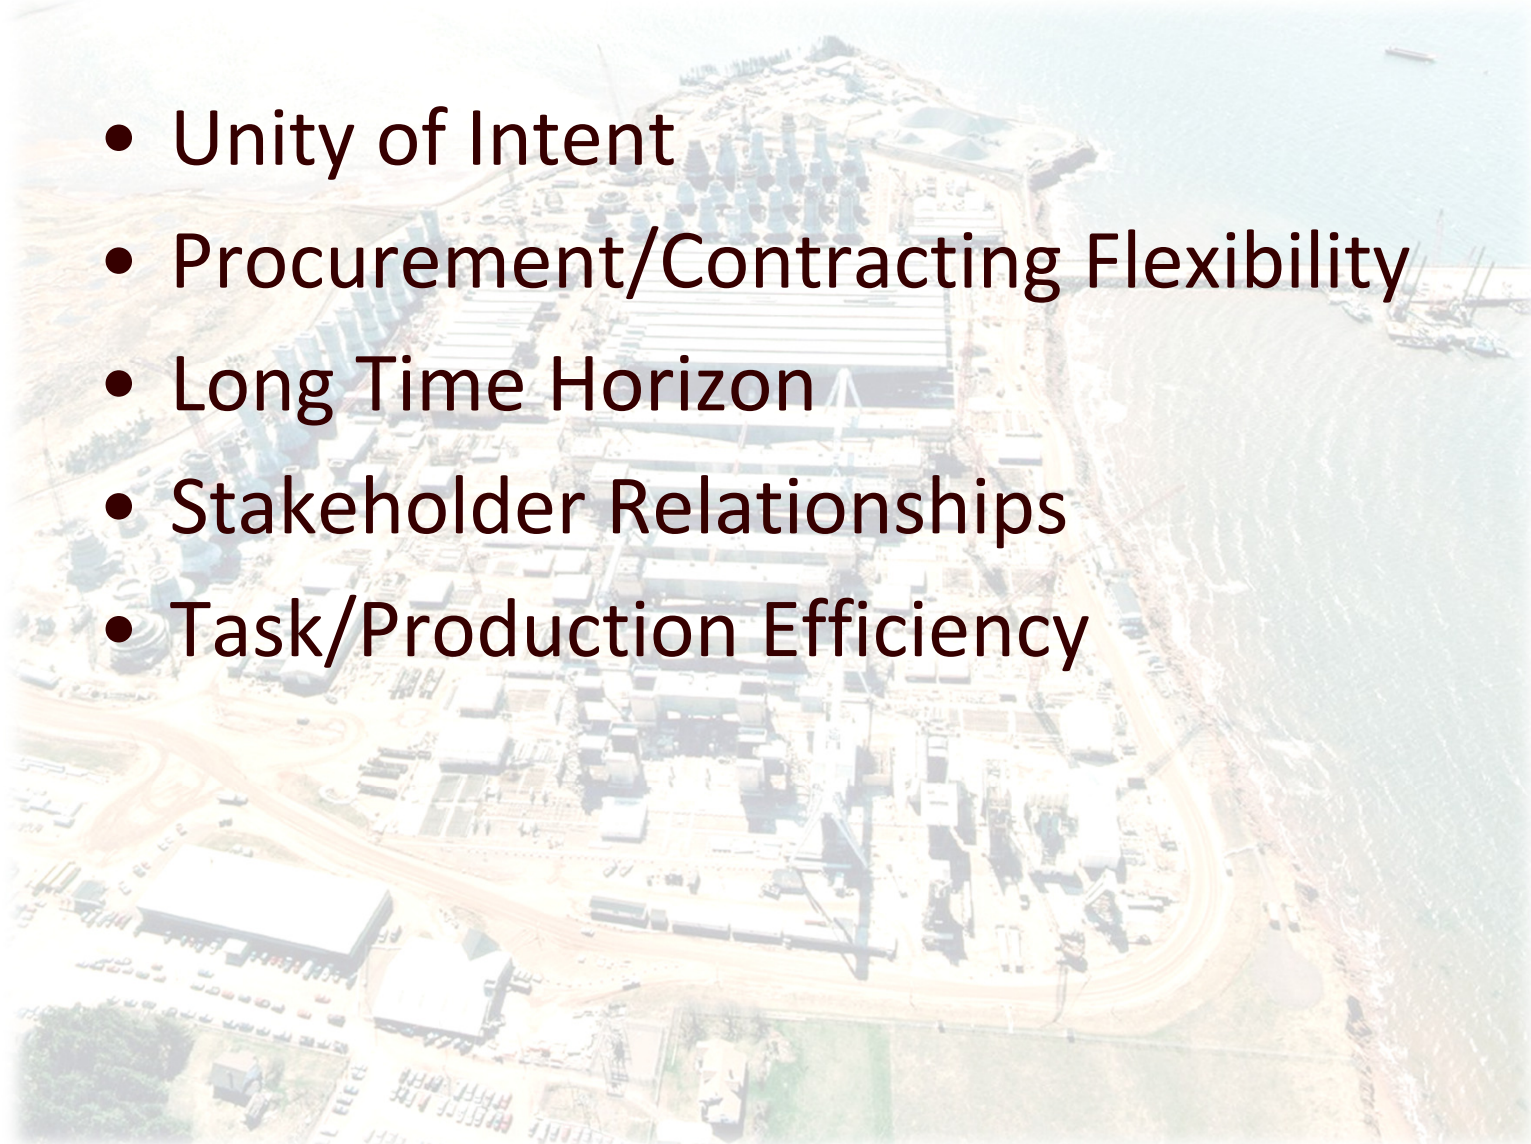 • Unity of Intent
• Procurement/Contracting Flexibility
• Long Time Horizon
• Stakeholder Relationships
• Task/Production Efficiency